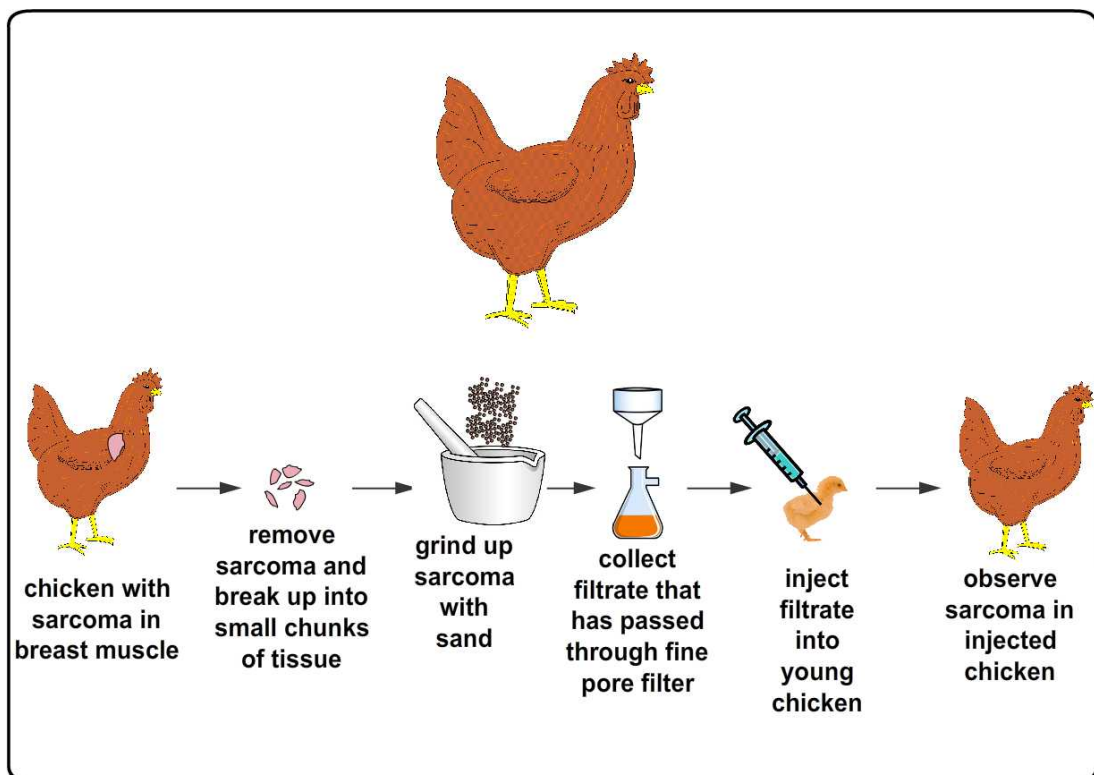 chicken with
sarcoma in
breast muscle
remove
sarcoma and
break up into
small chunks
of tissue
grind up
sarcoma
with
sand
collect
filtrate that
has passed
through fine
pore filter
inject
filtrate
into
young
chicken
observe
sarcoma in
injected
chicken